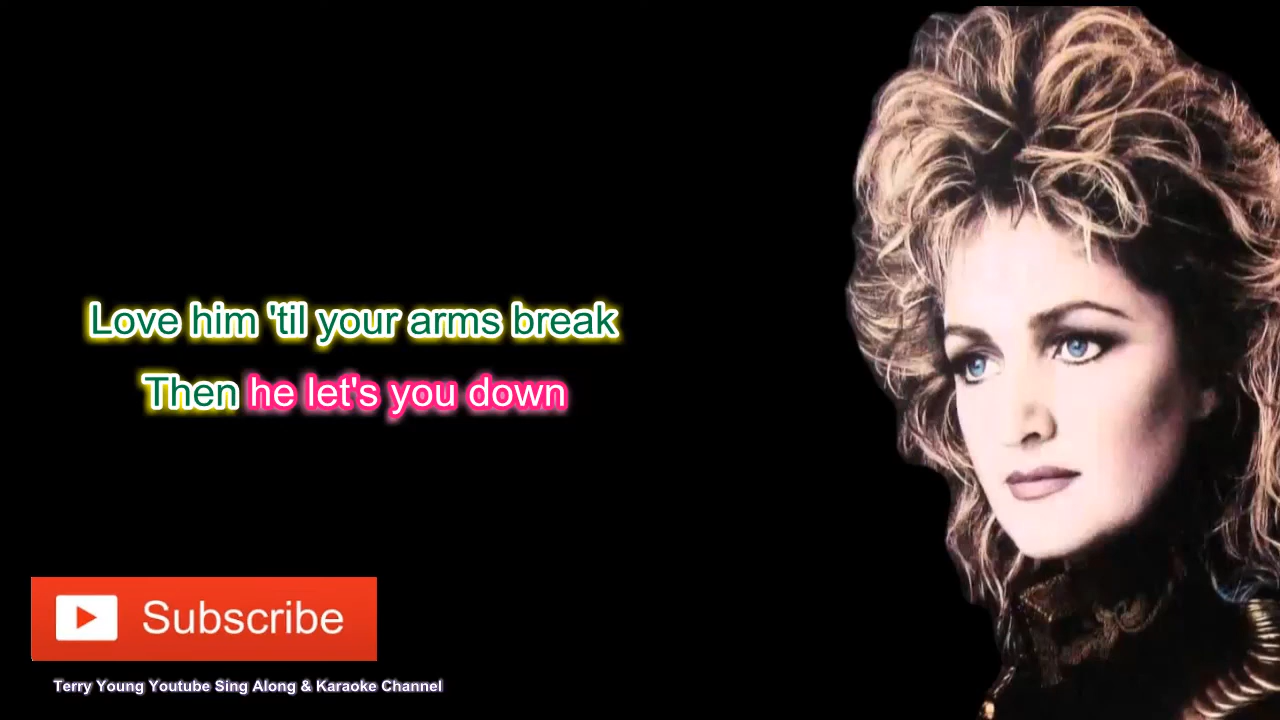 Love him 'til your arms break
Then he let's you down
Subscribe
Terry Young Youtube Sing Along & Karaoke Channel